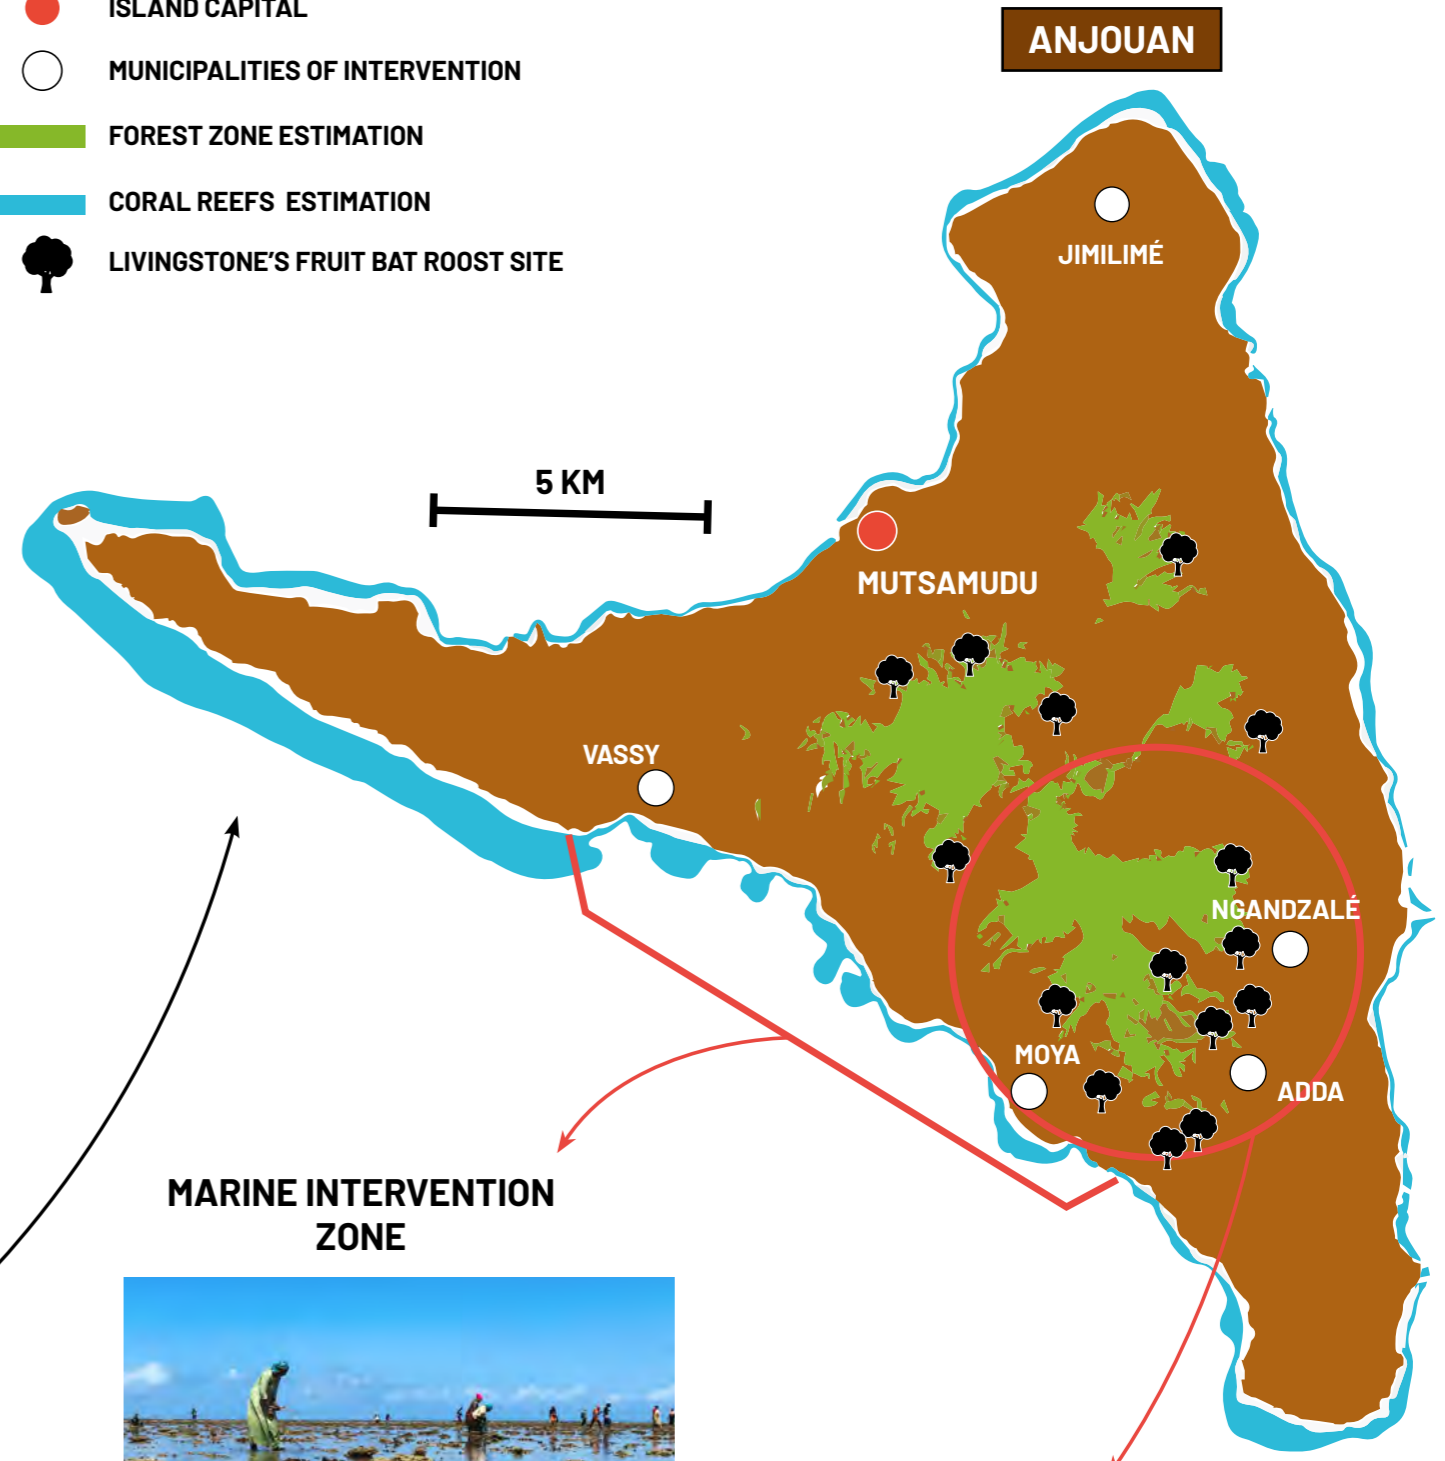 ISLAND CAPITAL
MUNICIPALITIES OF INTERVENTION
FOREST ZONE ESTIMATION
CORAL REEFS ESTIMATION
LIVINGSTONE'S FRUIT BAT ROOST SITE
ANJOUAN
JIMILIMÉ
5 KM
MUTSAMUDU
VASSY
NGANDZALÉ
MOYA
ADDA
MARINE INTERVENTION
ZONE